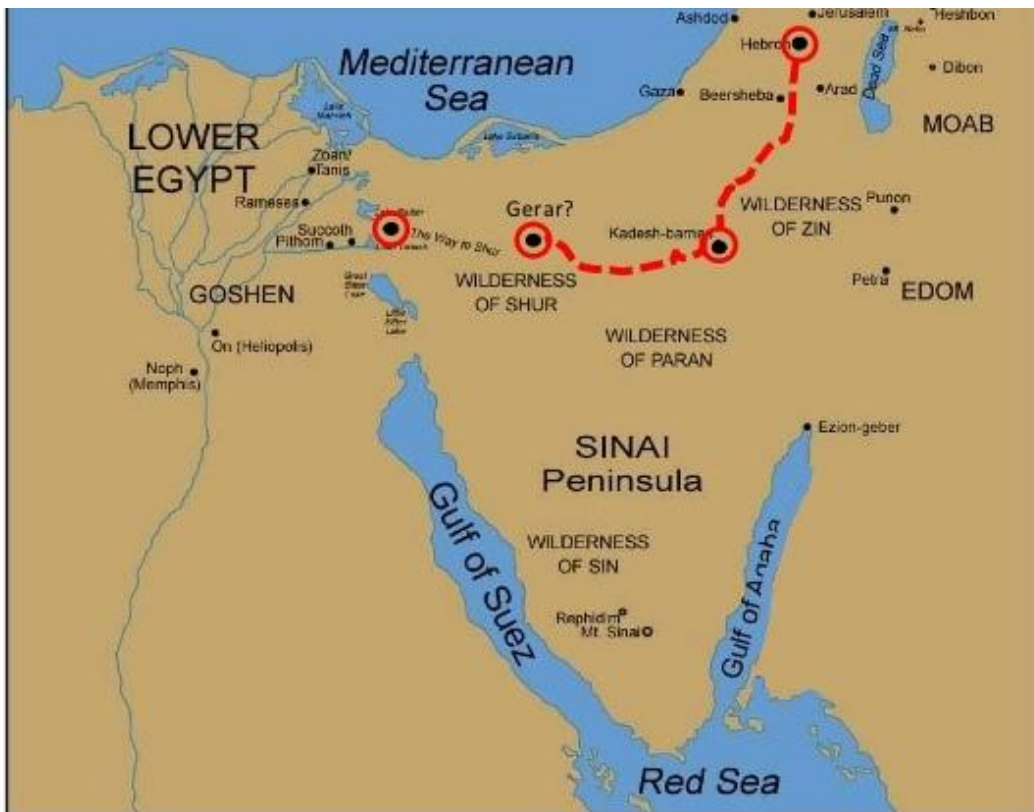 Ashdod
Jerusalem
Heshbon
Hebron
Mediterranean
Sea
Dead Sea
Dibon
Gaza
Beersheba
Arad
MOAB
LOWER
EGYPT
Zoan/
Tanis
Rameses
Gerar?
WILDERNESS
OF ZIN
Punon
Succoth
Pithom
The Way to Shur
Kadesh-barnea
WILDERNESS
OF SHUR
Petra
EDOM
GOSHEN
WILDERNESS
OF PARAN
On (Heliopolis)
Noph
(Memphis)
SINAI
Peninsula
Ezion-geber
Gulf of Suez
WILDERNESS
OF SIN
Gulf of Aqaba
Rephidim
Mt. Sinai
Red Sea